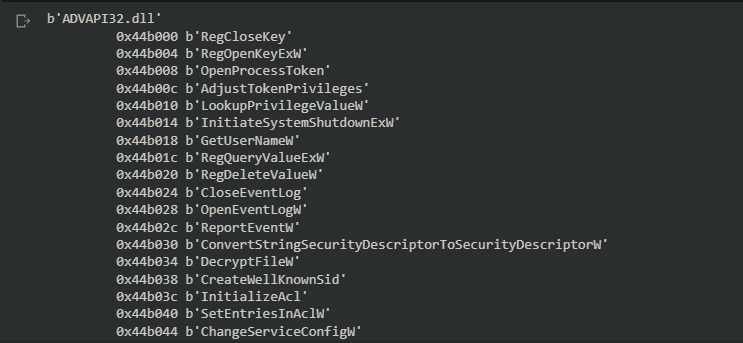 b'ADVAPI32.dll'
0x44b000 b'RegCloseKey'
0x44b004 b'RegOpenKeyExW'
0x44b008 b'OpenProcessToken'
0x44b00c b'AdjustTokenPrivileges'
0x44b010 b'LookupPrivilegeValueW'
0x44b014 b'InitiateSystemShutdownExW'
0x44b018 b'GetUserNameW'
0x44b01c b'RegQueryValueExW'
0x44b020 b'RegDeleteValueW'
0x44b024 b'CloseEventLog'
0x44b028 b'OpenEventLogW'
0x44b02c b'ReportEventW'
0x44b030 b'ConvertStringSecurityDescriptorToSecurityDescriptorW'
0x44b034 b'DecryptFileW'
0x44b038 b'CreateWellKnownSid'
0x44b03c b'InitializeAcl'
0x44b040 b'SetEntriesInAclW'
0x44b044 b'ChangeServiceConfigW'